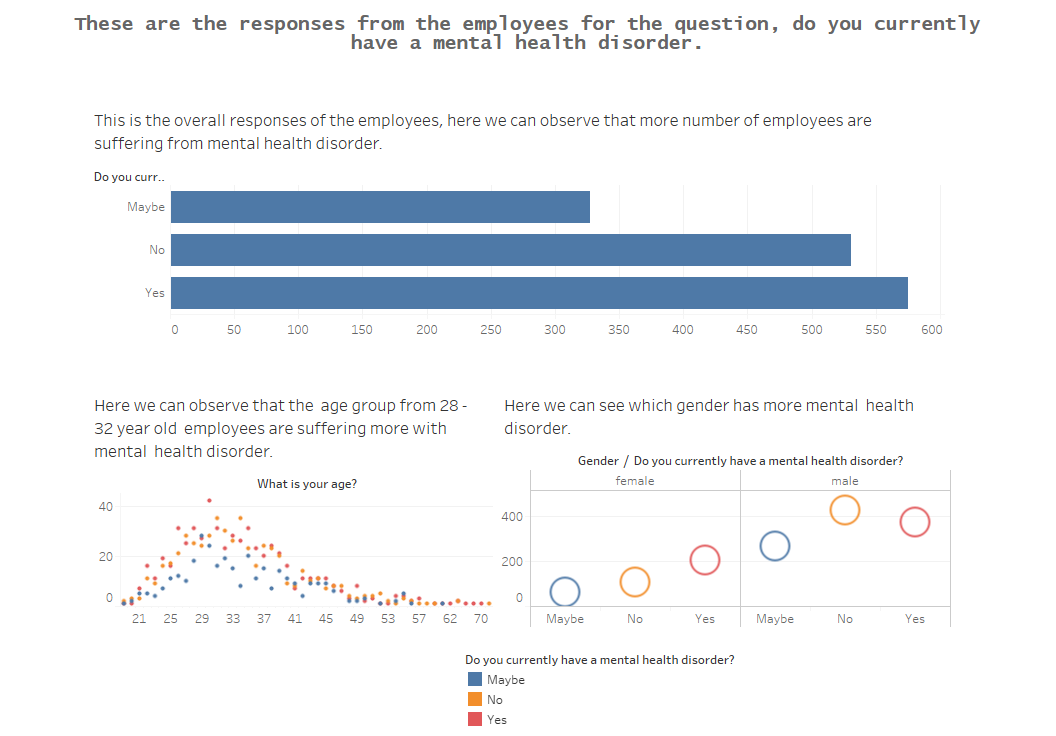 These are the responses from the employees for the question, do you currently
have a mental health disorder.
This is the overall responses of the employees, here we can observe that more number of employees are
suffering from mental health disorder.
Do you curr..
Maybe
No
Yes
0 50 100 150 200 250 300 350 400 450 500 550 600
Here we can observe that the age group from 28 -
32 year old employees are suffering more with
mental health disorder.
What is your age?
40
20
0
21 25 29 33 37 41 45 49 53 57 62 70
Here we can see which gender has more mental health
disorder.
Gender / Do you currently have a mental health disorder?
female male
400
200
0
Maybe No Yes Maybe No Yes
Do you currently have a mental health disorder?
Maybe
No
Yes